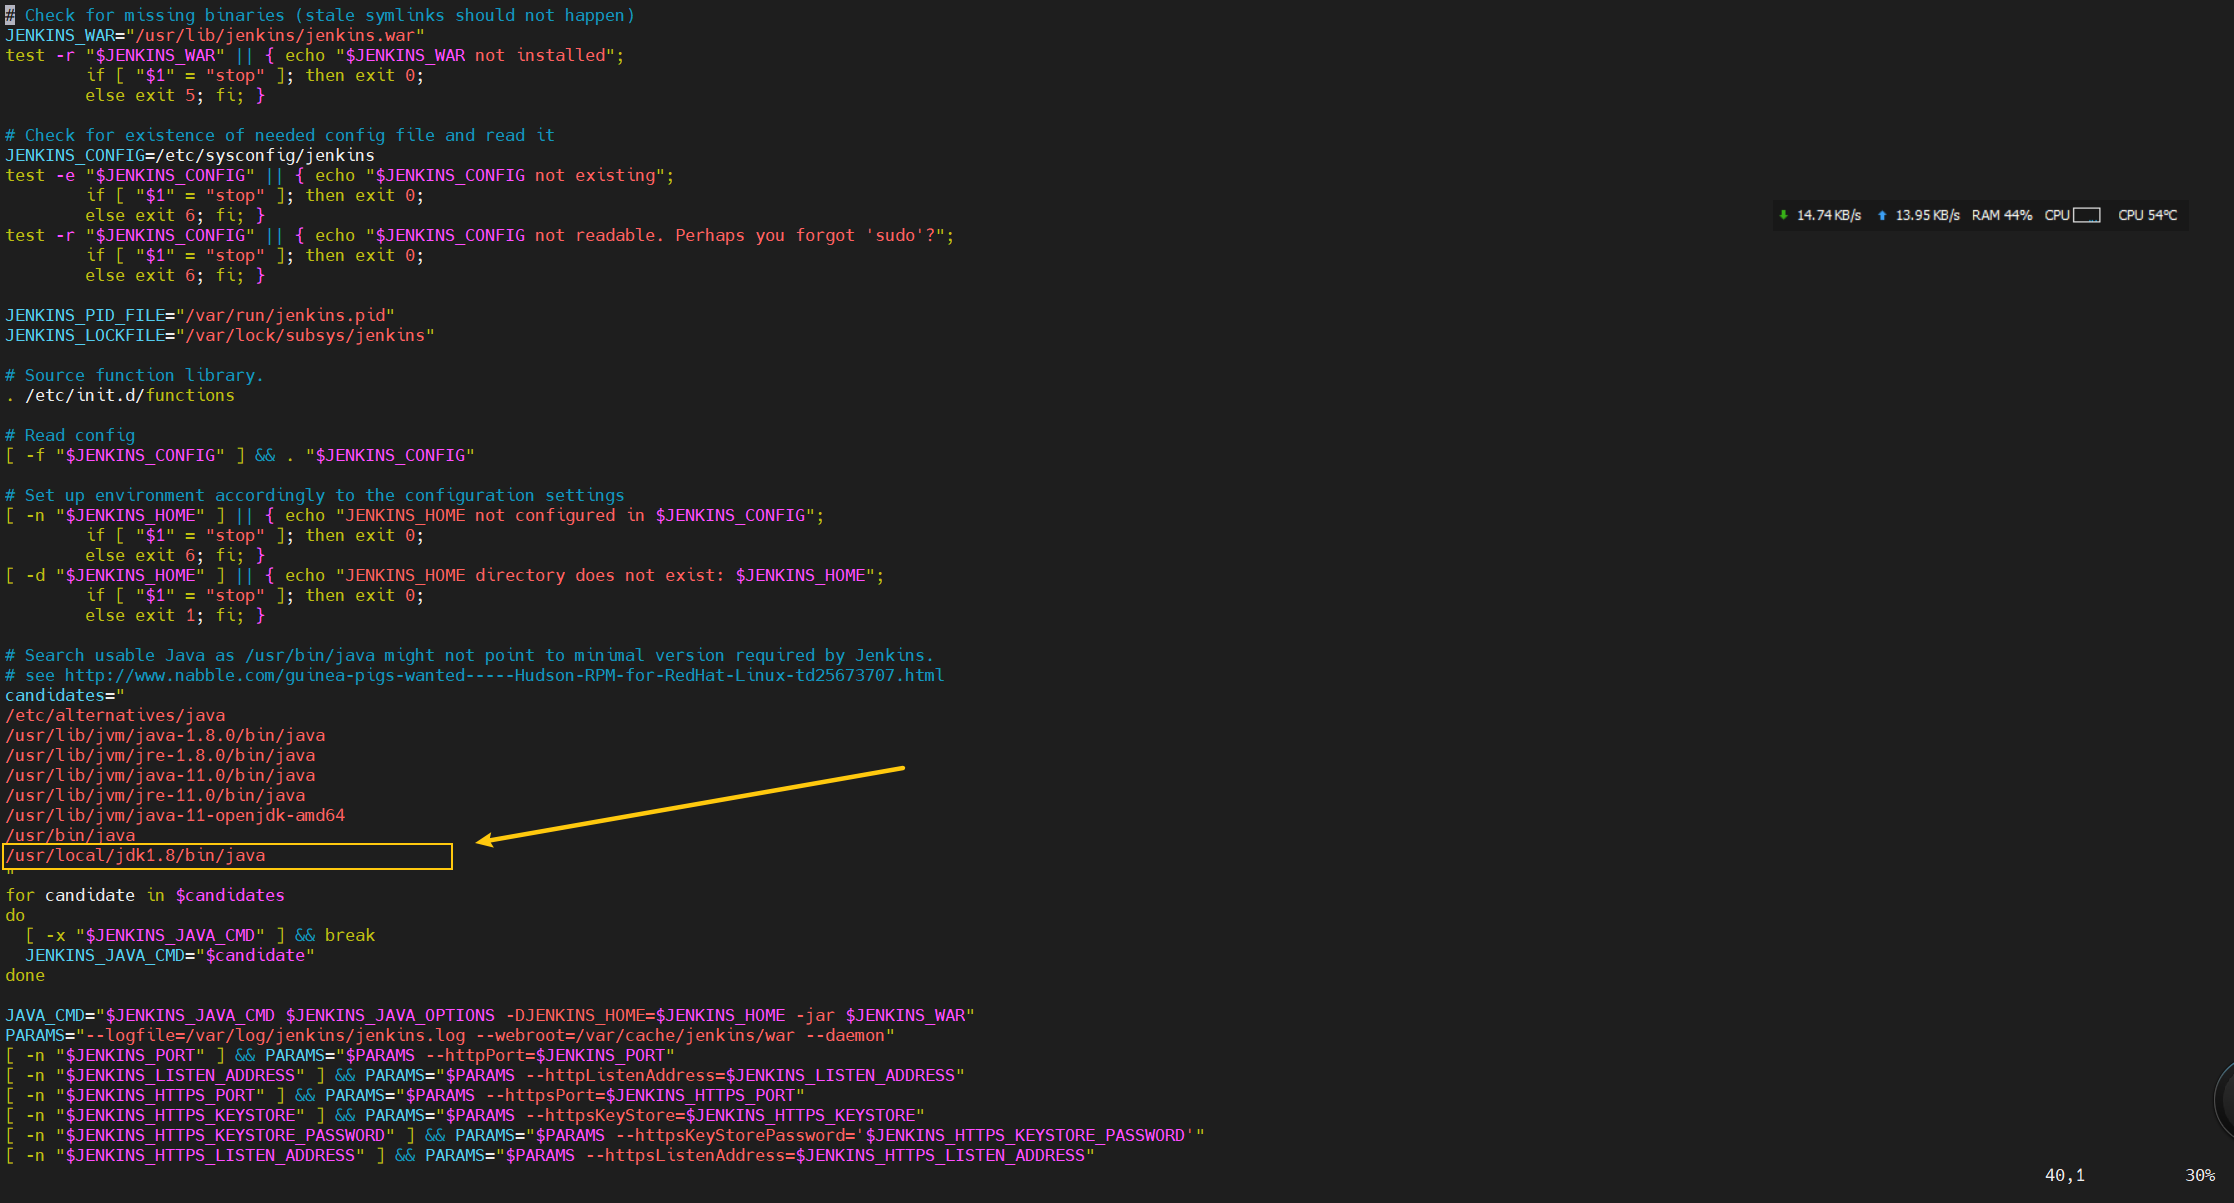 # Check for missing binaries (stale symlinks should not happen)
JENKINS_WAR="/usr/lib/jenkins/jenkins.war"
test -r "$JENKINS_WAR" || { echo "$JENKINS_WAR not installed";
        if [ "$1" = "stop" ]; then exit 0;
        else exit 5; fi; }

# Check for existence of needed config file and read it
JENKINS_CONFIG=/etc/sysconfig/jenkins
test -e "$JENKINS_CONFIG" || { echo "$JENKINS_CONFIG not existing";
        if [ "$1" = "stop" ]; then exit 0;
        else exit 6; fi; }
test -r "$JENKINS_CONFIG" || { echo "$JENKINS_CONFIG not readable. Perhaps you forgot 'sudo'?";
        if [ "$1" = "stop" ]; then exit 0;
        else exit 6; fi; }

JENKINS_PID_FILE="/var/run/jenkins.pid"
JENKINS_LOCKFILE="/var/lock/subsys/jenkins"

# Source function library.
. /etc/init.d/functions

# Read config
[ -f "$JENKINS_CONFIG" ] && . "$JENKINS_CONFIG"

# Set up environment accordingly to the configuration settings
[ -n "$JENKINS_HOME" ] || { echo "JENKINS_HOME not configured in $JENKINS_CONFIG";
        if [ "$1" = "stop" ]; then exit 0;
        else exit 6; fi; }
[ -d "$JENKINS_HOME" ] || { echo "JENKINS_HOME directory does not exist: $JENKINS_HOME";
        if [ "$1" = "stop" ]; then exit 0;
        else exit 1; fi; }

# Search usable Java as /usr/bin/java might not point to minimal version required by Jenkins.
# see http://www.nabble.com/guinea-pigs-wanted-----Hudson-RPM-for-RedHat-Linux-td25673707.html
candidates="
/etc/alternatives/java
/usr/lib/jvm/java-1.8.0/bin/java
/usr/lib/jvm/jre-1.8.0/bin/java
/usr/lib/jvm/java-11.0/bin/java
/usr/lib/jvm/jre-11.0/bin/java
/usr/lib/jvm/java-11-openjdk-amd64
/usr/bin/java
/usr/local/jdk1.8/bin/java
"
for candidate in $candidates
do
  [ -x "$JENKINS_JAVA_CMD" ] && break
  JENKINS_JAVA_CMD="$candidate"
done

JAVA_CMD="$JENKINS_JAVA_CMD $JENKINS_JAVA_OPTIONS -DJENKINS_HOME=$JENKINS_HOME -jar $JENKINS_WAR"
PARAMS="--logfile=/var/log/jenkins/jenkins.log --webroot=/var/cache/jenkins/war --daemon"
[ -n "$JENKINS_PORT" ] && PARAMS="$PARAMS --httpPort=$JENKINS_PORT"
[ -n "$JENKINS_LISTEN_ADDRESS" ] && PARAMS="$PARAMS --httpListenAddress=$JENKINS_LISTEN_ADDRESS"
[ -n "$JENKINS_HTTPS_PORT" ] && PARAMS="$PARAMS --httpsPort=$JENKINS_HTTPS_PORT"
[ -n "$JENKINS_HTTPS_KEYSTORE" ] && PARAMS="$PARAMS --httpsKeyStore=$JENKINS_HTTPS_KEYSTORE"
[ -n "$JENKINS_HTTPS_KEYSTORE_PASSWORD" ] && PARAMS="$PARAMS --httpsKeyStorePassword='$JENKINS_HTTPS_KEYSTORE_PASSWORD'"
[ -n "$JENKINS_HTTPS_LISTEN_ADDRESS" ] && PARAMS="$PARAMS --httpsListenAddress=$JENKINS_HTTPS_LISTEN_ADDRESS"
40,1 30%
14.74 KB/s 13.95 KB/s RAM 44% CPU CPU 54°C